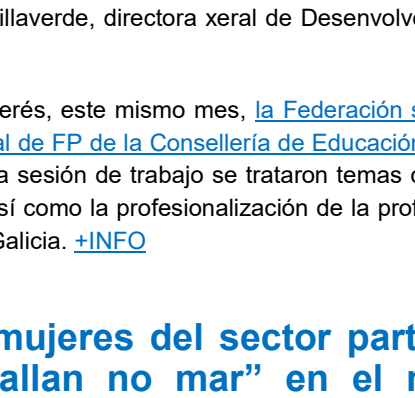 illaverde, directora xeral de Desenvolv
erés, este mismo mes, la Federación s
al de FP de la Consellería de Educación
a sesión de trabajo se trataron temas
sí como la profesionalización de la prof
Galicia. +INFO
mujeres del sector part
allan no mar” en el